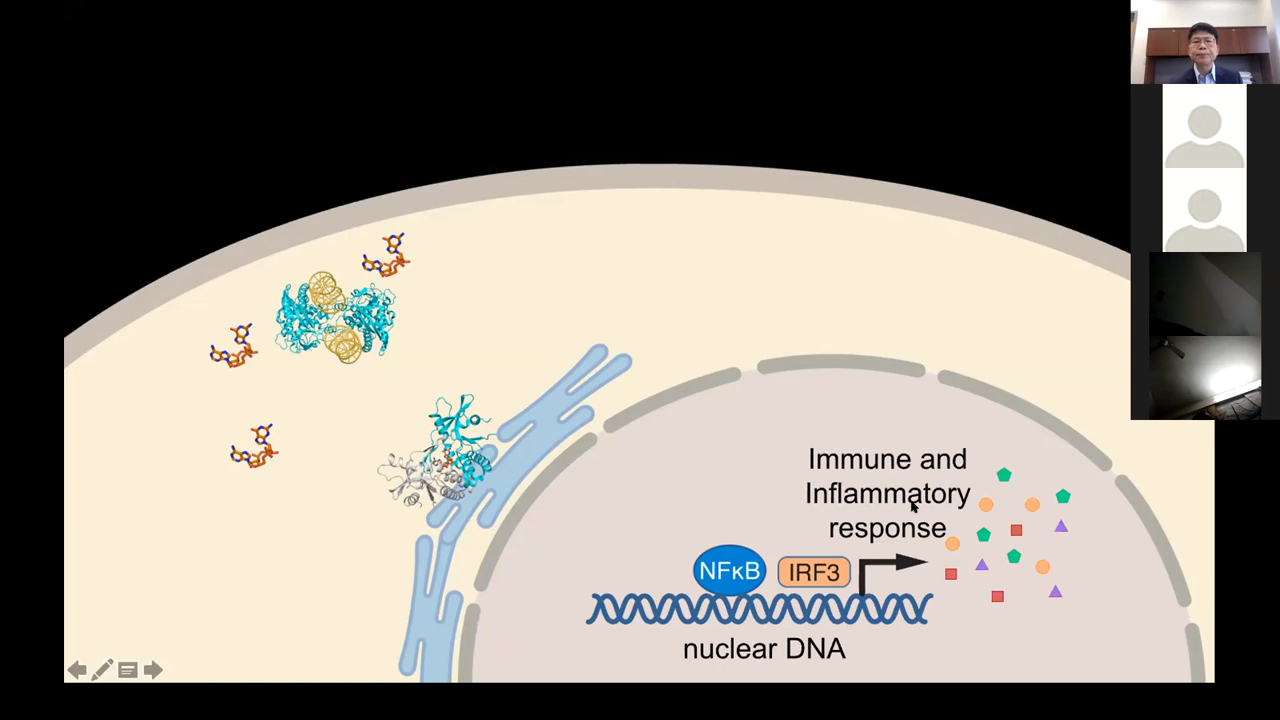 Immune and
Inflammatory
response
NFκB
IRF3
nuclear DNA